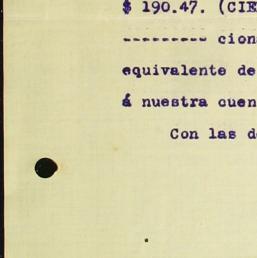 $ 190.47. (CIE
--------- cion
equivalente de
á nuestra cuen
Con las d